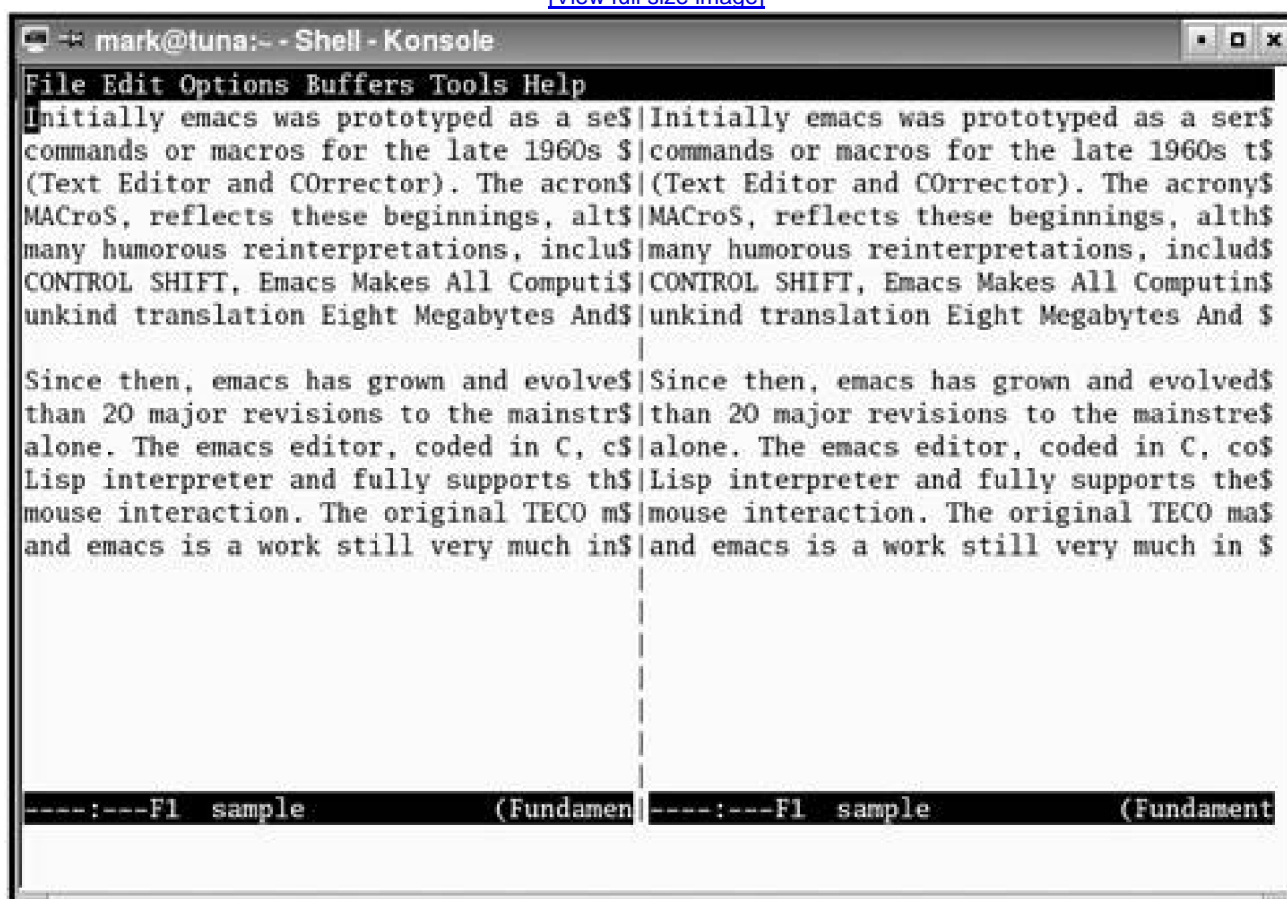 [View full size image]
mark@tuna:~ - Shell - Konsole
File Edit Options Buffers Tools Help
Initially emacs was prototyped as a se$|Initially emacs was prototyped as a ser$
commands or macros for the late 1960s $|commands or macros for the late 1960s t$
(Text Editor and COrrector). The acron$|(Text Editor and COrrector). The acrony$
MACroS, reflects these beginnings, alt$|MACroS, reflects these beginnings, alth$
many humorous reinterpretations, inclu$|many humorous reinterpretations, includ$
CONTROL SHIFT, Emacs Makes All Computi$|CONTROL SHIFT, Emacs Makes All Computin$
unkind translation Eight Megabytes And$|unkind translation Eight Megabytes And $
|
Since then, emacs has grown and evolve$|Since then, emacs has grown and evolved$
than 20 major revisions to the mainstr$|than 20 major revisions to the mainstre$
alone. The emacs editor, coded in C, c$|alone. The emacs editor, coded in C, co$
Lisp interpreter and fully supports th$|Lisp interpreter and fully supports the$
mouse interaction. The original TECO m$|mouse interaction. The original TECO ma$
and emacs is a work still very much in$|and emacs is a work still very much in $
|
|
|
|
|
|
|
----:---F1  sample          (Fundamen|----:---F1  sample            (Fundament